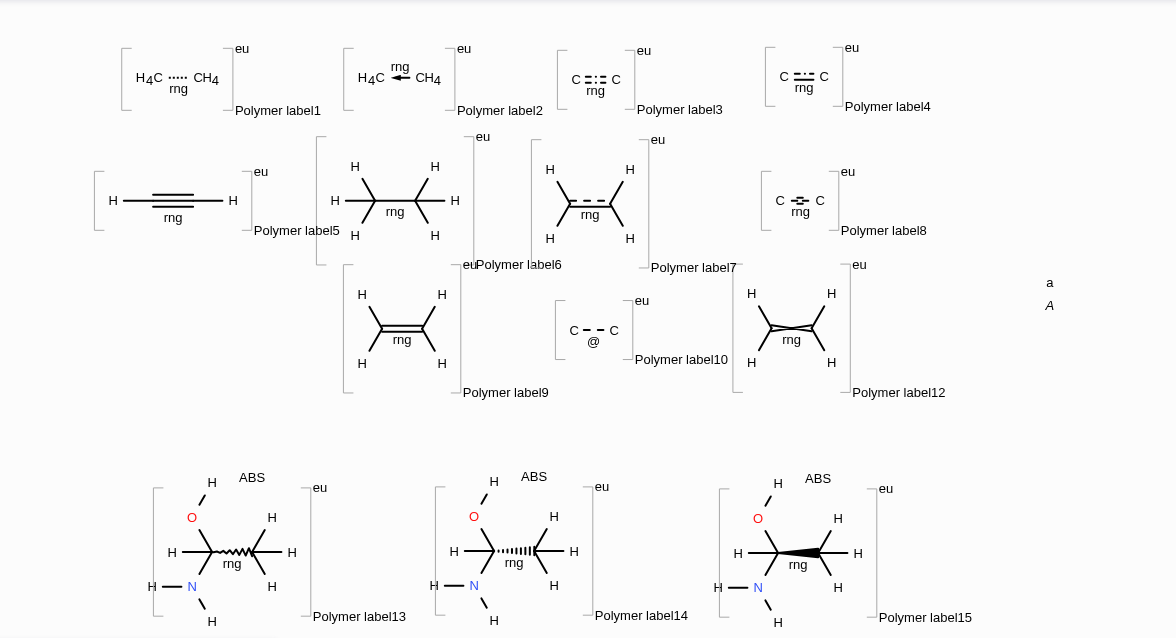 eu eu eu eu
H4C CH4 rng
H4C rng CH4
C C rng
C C rng
Polymer label1 Polymer label2 Polymer label3 Polymer label4
eu eu eu eu
H H rng
H H H H H H rng
H H H H rng
C C rng
Polymer label5 Polymer label6 Polymer label7 Polymer label8
eu eu eu
a
A
H H H H rng
C C @
H H H H rng
Polymer label9 Polymer label10 Polymer label12
ABS ABS ABS
eu eu eu
H O H H H H rng H N H
H O H H H H rng H N H
H O H H H H rng H N H
Polymer label13 Polymer label14 Polymer label15